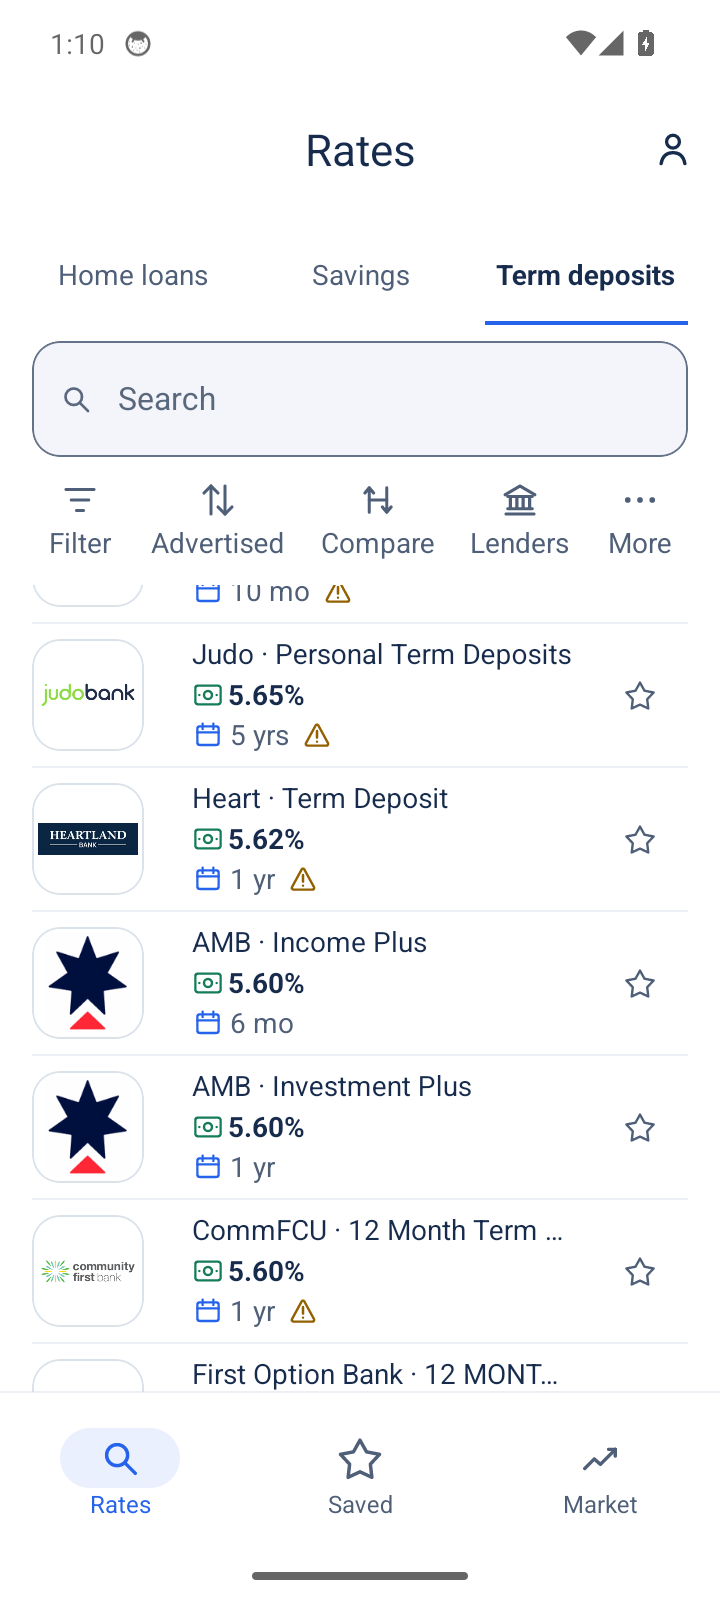 1:10
Rates
Home loans
Savings
Term deposits
Search
Filter
Advertised
Compare
Lenders
More
10 mo
judobank
Judo · Personal Term Deposits
5.65%
5 yrs
HEARTLAND
BANK
Heart · Term Deposit
5.62%
1 yr
AMB · Income Plus
5.60%
6 mo
AMB · Investment Plus
5.60%
1 yr
community
first bank
CommFCU · 12 Month Term ...
5.60%
1 yr
First Option Bank · 12 MONT...
Rates
Saved
Market